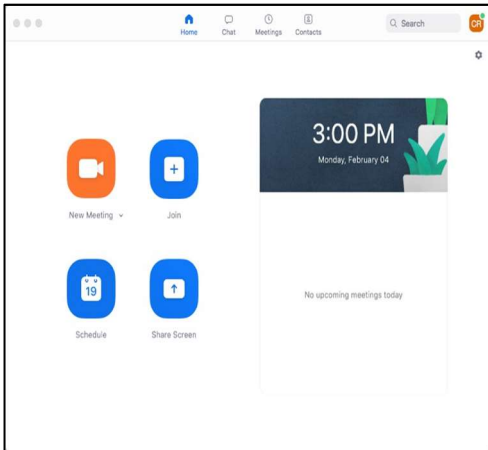 Home Chat Meetings Contacts
Search
CR
3:00 PM
Monday, February 04
New Meeting
Join
19
Schedule
Share Screen
No upcoming meetings today